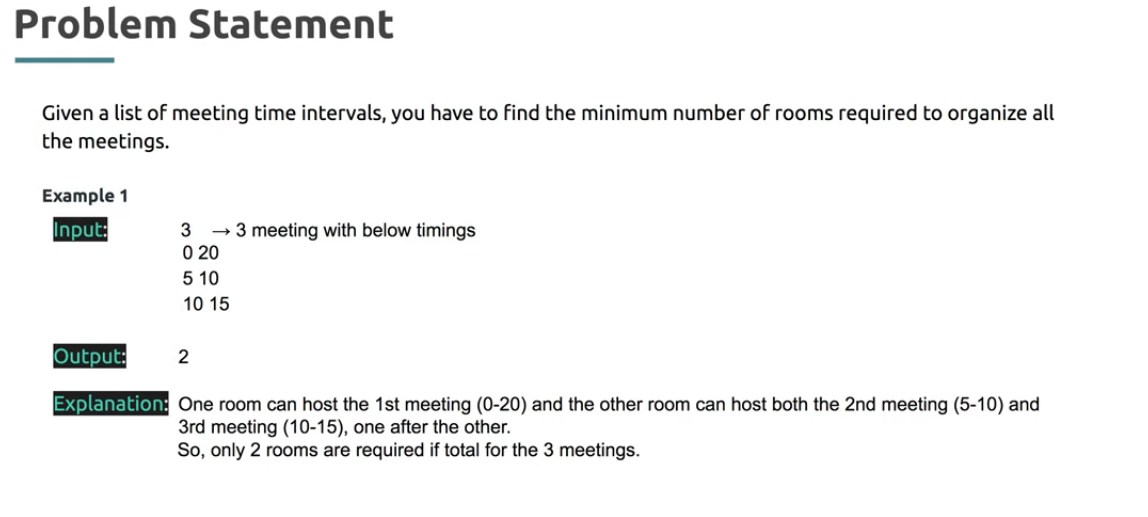 Problem Statement
Given a list of meeting time intervals, you have to find the minimum number of rooms required to organize all
the meetings.
Example 1
Input: 3 → 3 meeting with below timings
0 20
5 10
10 15
Output: 2
Explanation: One room can host the 1st meeting (0-20) and the other room can host both the 2nd meeting (5-10) and
3rd meeting (10-15), one after the other.
So, only 2 rooms are required if total for the 3 meetings.